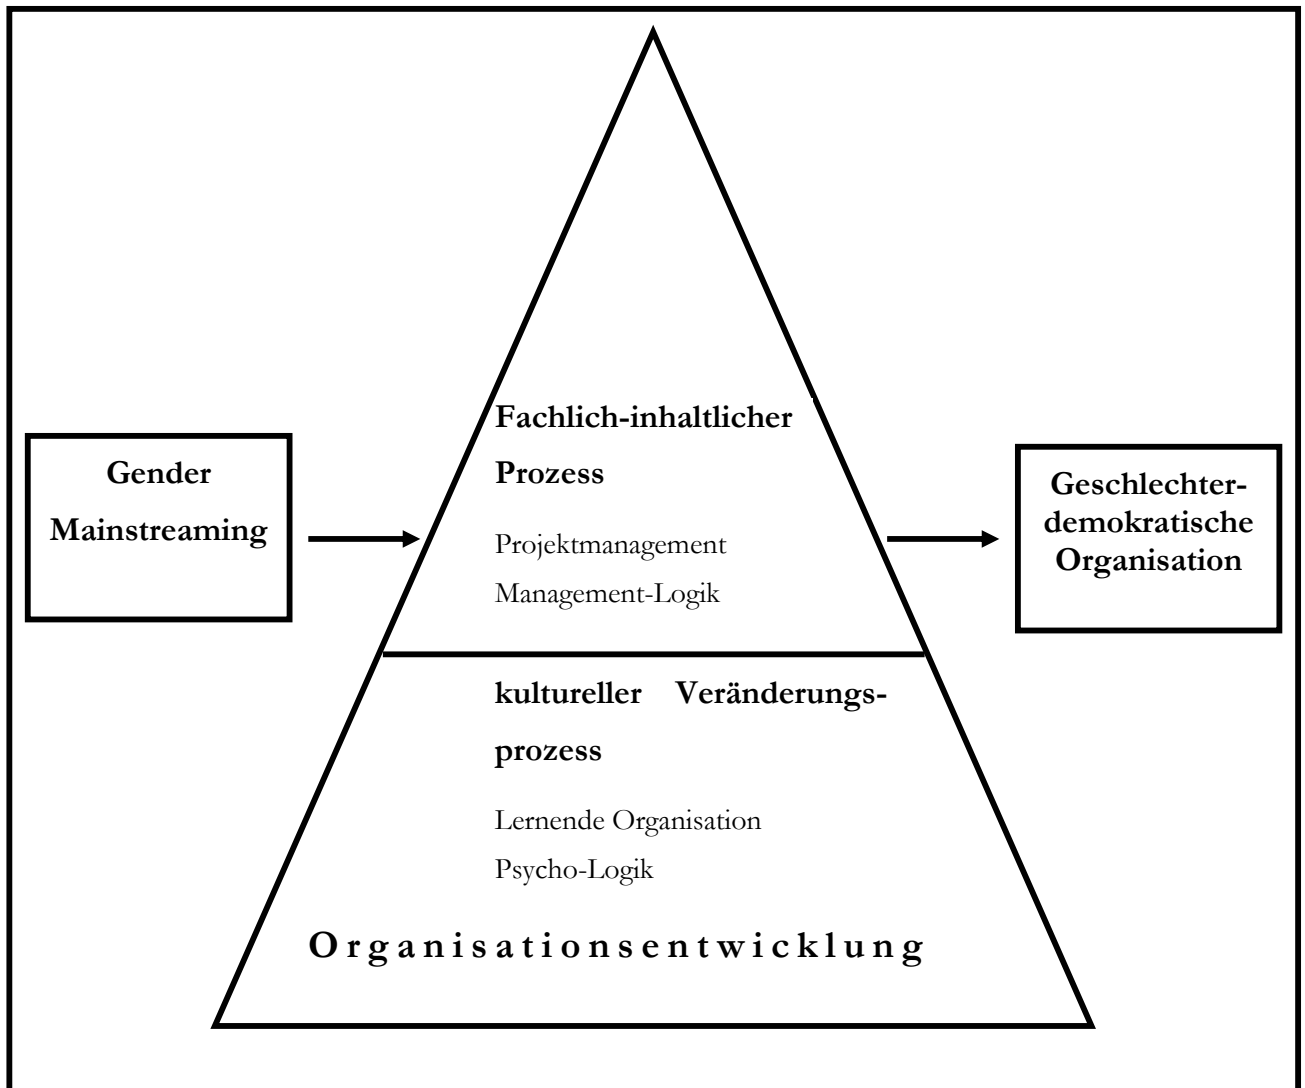 Fachlich-inhaltlicher
Prozess
Projektmanagement
Management-Logik
Gender
Mainstreaming
Geschlechter-
demokratische
Organisation
kultureller Veränderungs-
prozess
Lernende Organisation
Psycho-Logik
Organisationsentwicklung